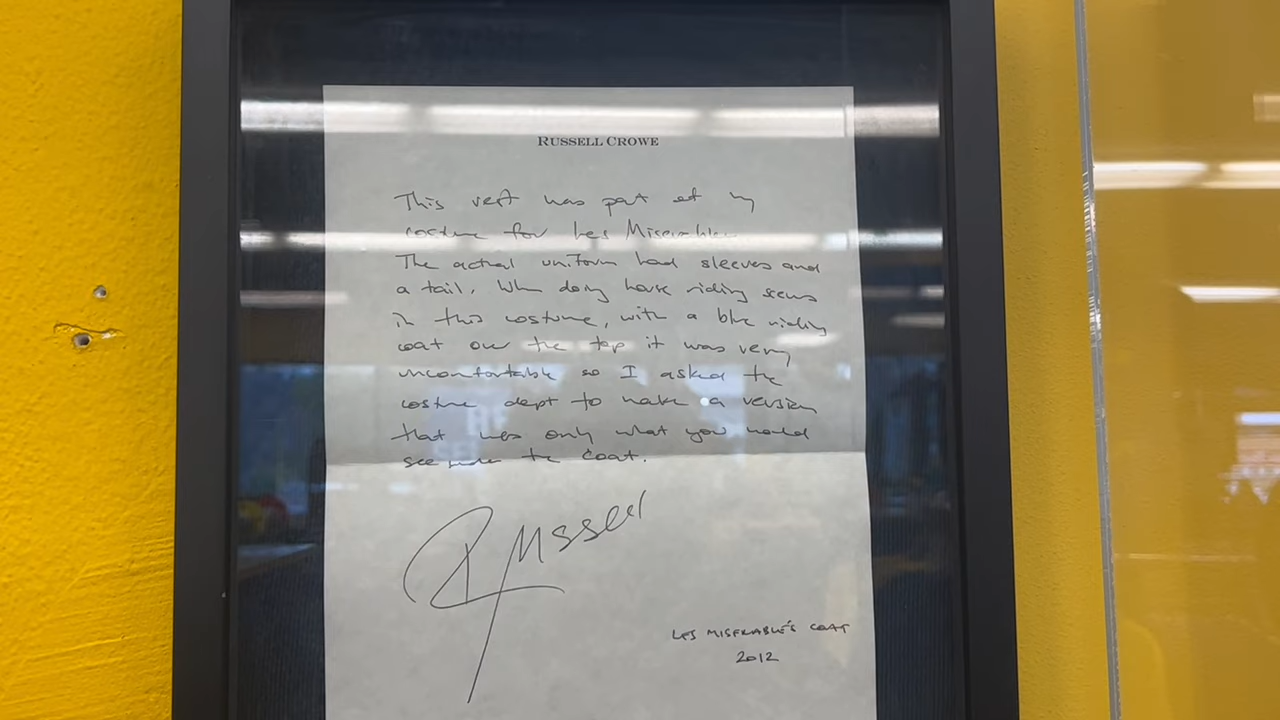 RUSSELL CROWE
This vest was part of my
costume for Les Miserables.
The actual uniform had sleeves and
a tail. When doing horse riding scenes
in this costume, with a blue riding
coat over the top it was very
uncomfortable so I asked the
costume dept to make a version
that was only what you would
see under the coat.
Russell
LES MISERABLE'S COAT
2012